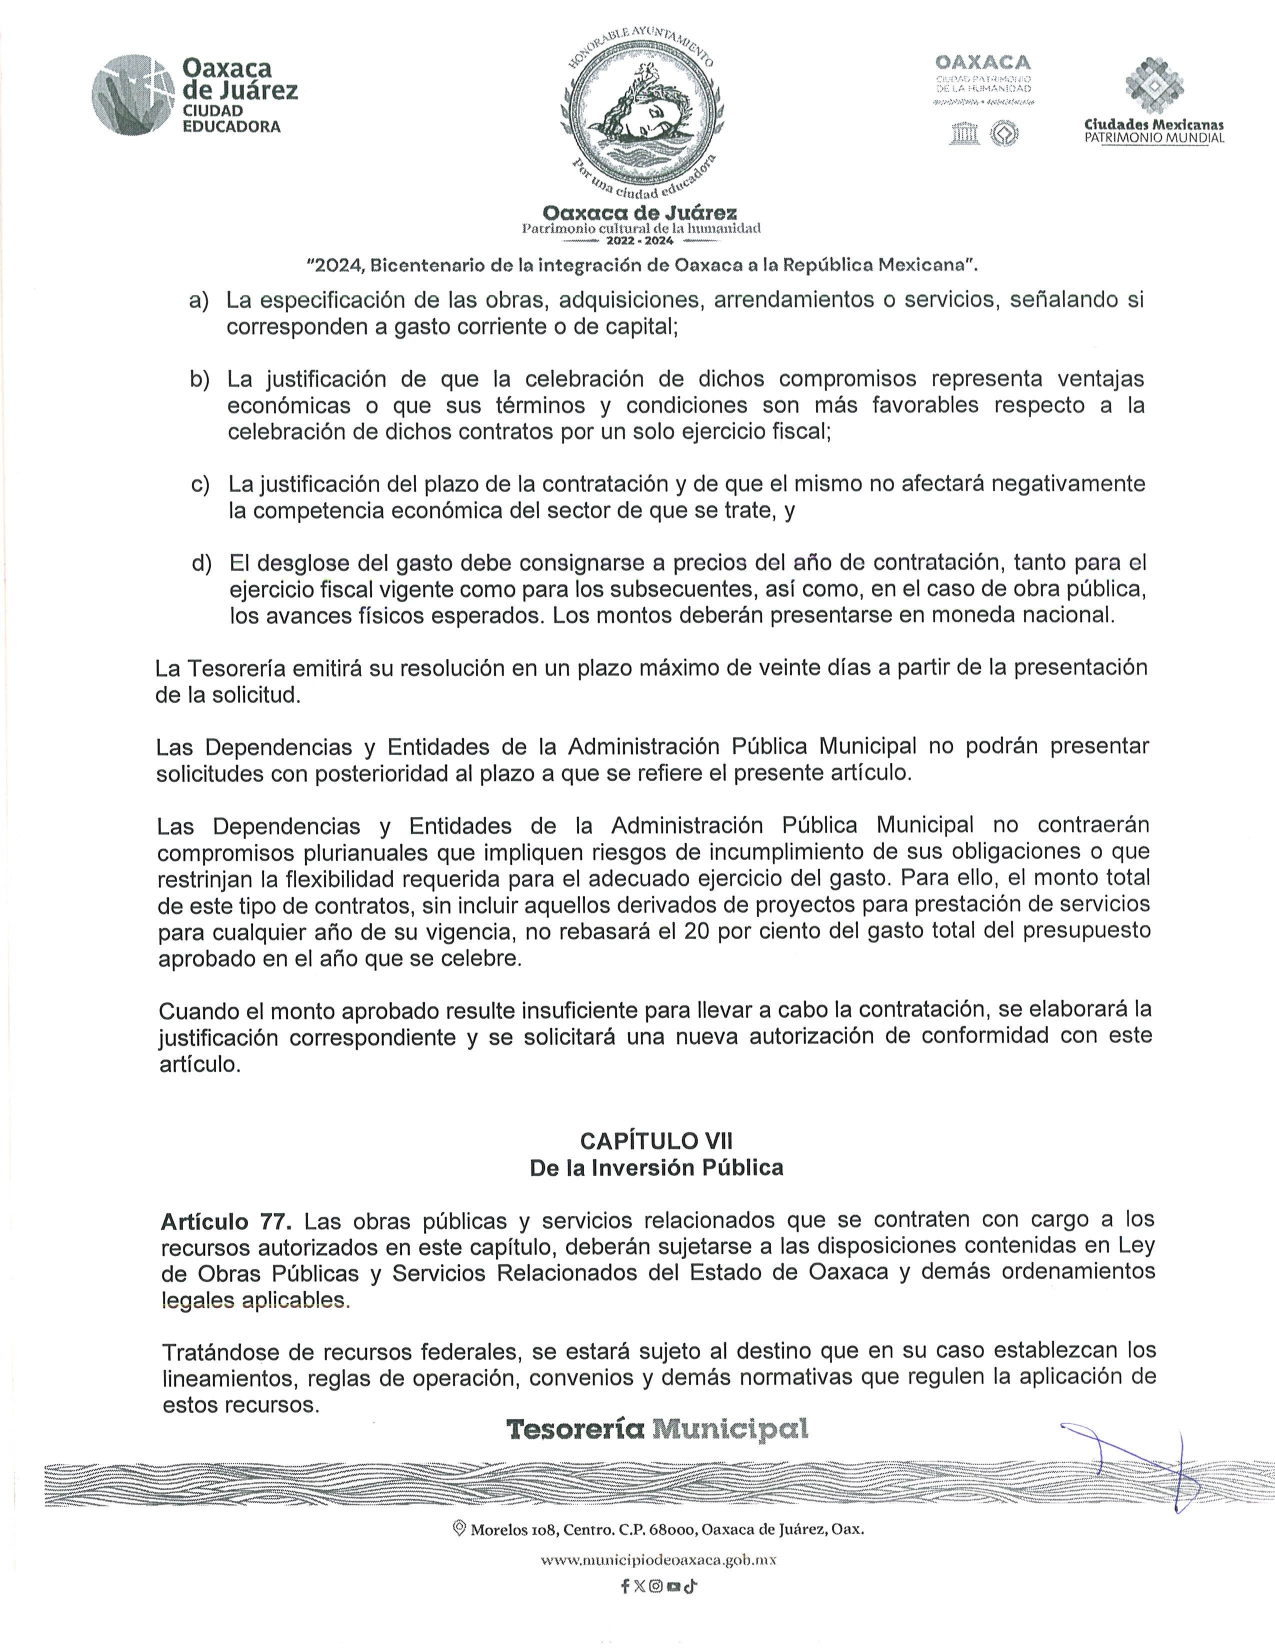 Oaxaca
de Juárez
CIUDAD
EDUCADORA
HONORABLE AYUNTAMIENTO
Por una ciudad educadora
Oaxaca de Juárez
Patrimonio cultural de la humanidad
2022 - 2024
OAXACA
CIUDAD PATRIMONIO
DE LA HUMANIDAD
Ciudades Mexicanas
PATRIMONIO MUNDIAL
"2024, Bicentenario de la integración de Oaxaca a la República Mexicana".
a) La especificación de las obras, adquisiciones, arrendamientos o servicios, señalando si
corresponden a gasto corriente o de capital;
b) La justificación de que la celebración de dichos compromisos representa ventajas
económicas o que sus términos y condiciones son más favorables respecto a la
celebración de dichos contratos por un solo ejercicio fiscal;
c) La justificación del plazo de la contratación y de que el mismo no afectará negativamente
la competencia económica del sector de que se trate, y
d) El desglose del gasto debe consignarse a precios del año de contratación, tanto para el
ejercicio fiscal vigente como para los subsecuentes, así como, en el caso de obra pública,
los avances físicos esperados. Los montos deberán presentarse en moneda nacional.
La Tesorería emitirá su resolución en un plazo máximo de veinte días a partir de la presentación
de la solicitud.
Las Dependencias y Entidades de la Administración Pública Municipal no podrán presentar
solicitudes con posterioridad al plazo a que se refiere el presente artículo.
Las Dependencias y Entidades de la Administración Pública Municipal no contraerán
compromisos plurianuales que impliquen riesgos de incumplimiento de sus obligaciones o que
restrinjan la flexibilidad requerida para el adecuado ejercicio del gasto. Para ello, el monto total
de este tipo de contratos, sin incluir aquellos derivados de proyectos para prestación de servicios
para cualquier año de su vigencia, no rebasará el 20 por ciento del gasto total del presupuesto
aprobado en el año que se celebre.
Cuando el monto aprobado resulte insuficiente para llevar a cabo la contratación, se elaborará la
justificación correspondiente y se solicitará una nueva autorización de conformidad con este
artículo.
CAPÍTULO VII
De la Inversión Pública
Artículo 77. Las obras públicas y servicios relacionados que se contraten con cargo a los
recursos autorizados en este capítulo, deberán sujetarse a las disposiciones contenidas en Ley
de Obras Públicas y Servicios Relacionados del Estado de Oaxaca y demás ordenamientos
legales aplicables.
Tratándose de recursos federales, se estará sujeto al destino que en su caso establezcan los
lineamientos, reglas de operación, convenios y demás normativas que regulen la aplicación de
estos recursos.
Tesorería Municipal
Morelos 108, Centro. C.P. 68000, Oaxaca de Juárez, Oax.
www.municipiodeoaxaca.gob.mx